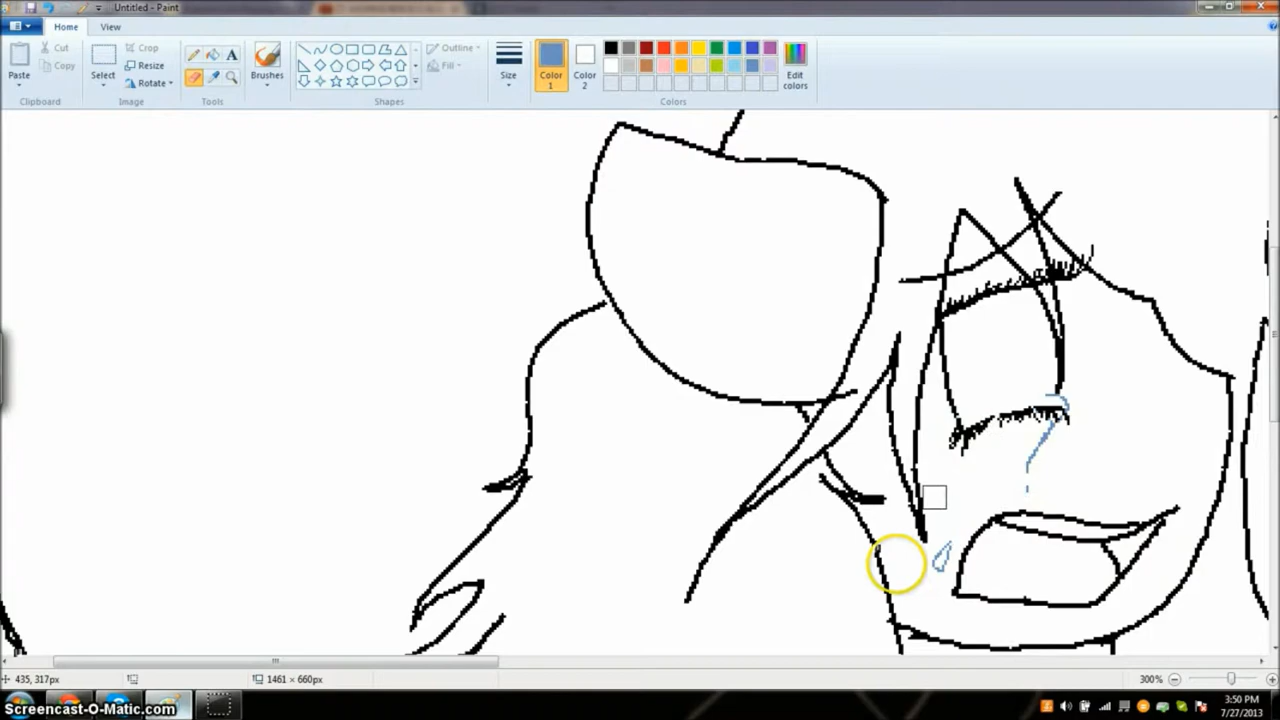 Untitled - Paint
Home View
Paste
Cut
Copy
Clipboard
Select
Crop
Resize
Rotate
Image
A
Tools
Brushes
Shapes
Outline
Fill
Size
Color
1
Color
2
Edit
colors
Colors
435, 317px
1461 × 660px
300%
Screencast-O-Matic.com
3:50 PM
7/27/2013